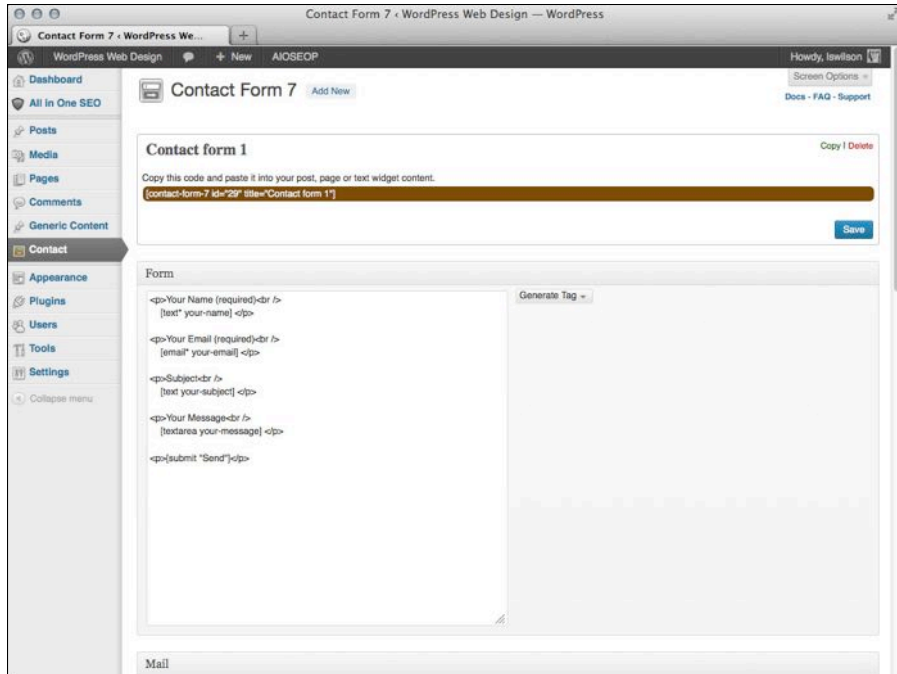 Contact Form 7 ‹ WordPress Web Design — WordPress
Contact Form 7 ‹ WordPress We...
WordPress Web Design + New AIOSEOP Howdy, lswilson
Screen Options
Docs - FAQ - Support
Contact Form 7 Add New
Dashboard
All in One SEO
Posts
Media
Pages
Comments
Generic Content
Contact
Appearance
Plugins
Users
Tools
Settings
Collapse menu
Contact form 1
Copy | Delete
Copy this code and paste it into your post, page or text widget content.
[contact-form-7 id="29" title="Contact form 1"]
Save
Form
Generate Tag
<p>Your Name (required)<br />
[text* your-name] </p>
<p>Your Email (required)<br />
[email* your-email] </p>
<p>Subject<br />
[text your-subject] </p>
<p>Your Message<br />
[textarea your-message] </p>
<p>[submit "Send"]</p>
Mail